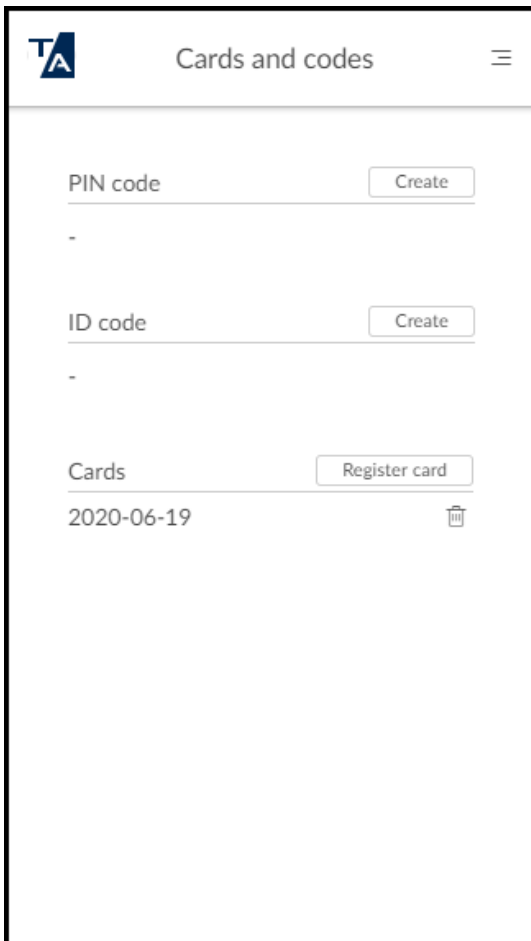 TA
Cards and codes
PIN code Create
-
ID code Create
-
Cards Register card
2020-06-19